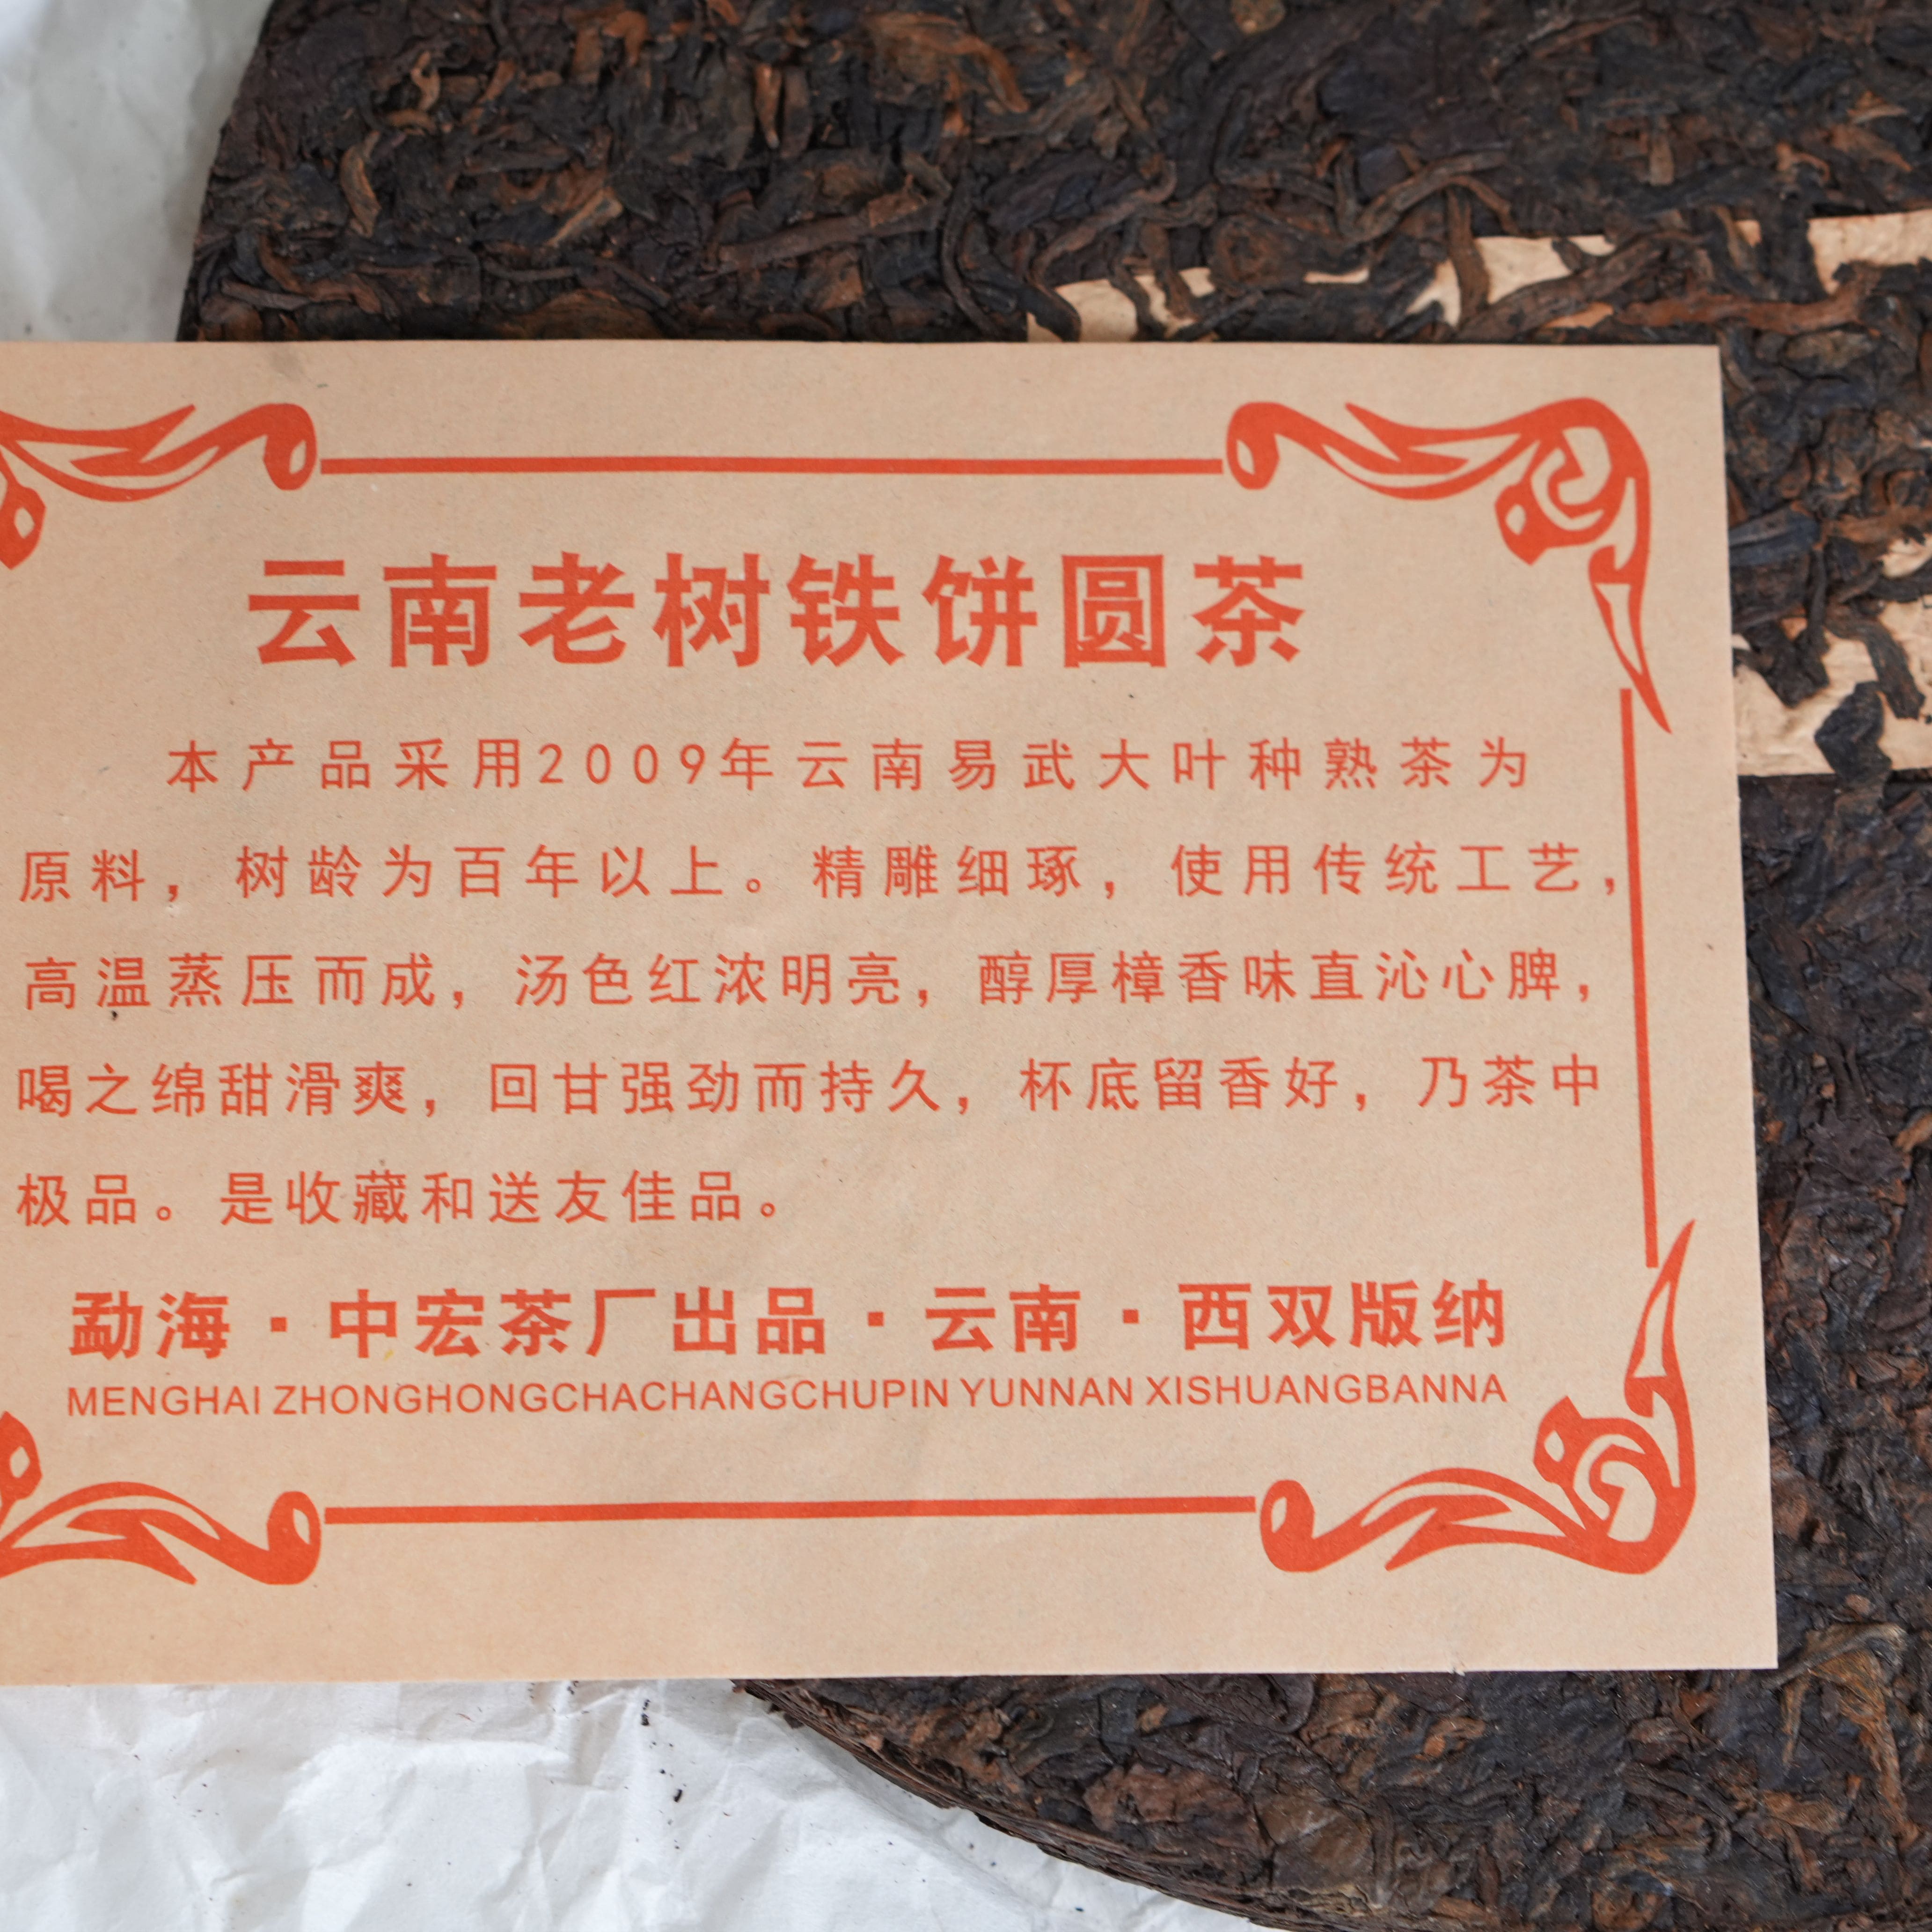 云南老树铁饼圆茶
本产品采用2009年云南易武大叶种熟茶为
原料，树龄为百年以上。精雕细琢，使用传统工艺，
高温蒸压而成，汤色红浓明亮，醇厚樟香味直沁心脾，
喝之绵甜滑爽，回甘强劲而持久，杯底留香好，乃茶中
极品。是收藏和送友佳品。
勐海·中宏茶厂出品·云南·西双版纳
MENGHAI ZHONGHONGCHACHANGCHUPIN YUNNAN XISHUANGBANNA